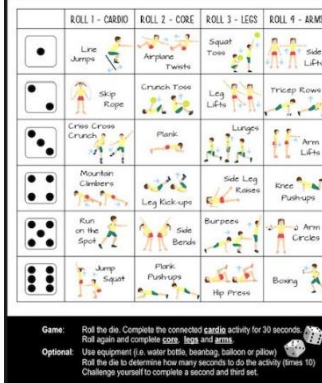 ROLL 1 - CARDIO
ROLL 2 - CORE
ROLL 3 - LEGS
ROLL 4 - ARMS
Line
Jumps
Airplane
Twists
Squat
Toss
Side
Lifts
Skip
Rope
Crunch Toss
Leg
Lifts
Tricep Rows
Criss Cross
Crunch
Plank
Lunges
Arm
Lifts
Mountain
Climbers
Leg Kick-ups
Side Leg
Raises
Knee
Push-ups
Run
on the
Spot
Side
Bends
Burpees
Arm
Circles
Jump
Squat
Plank
Push-ups
Hip Press
Boxing
Game: Roll the die. Complete the connected cardio activity for 30 seconds.
Roll again and complete core, legs and arms.
Optional: Use equipment (i.e. water bottle, beanbag, balloon or pillow)
Roll the die to determine how many seconds to do the activity (times 10)
Challenge yourself to complete a second and third set.